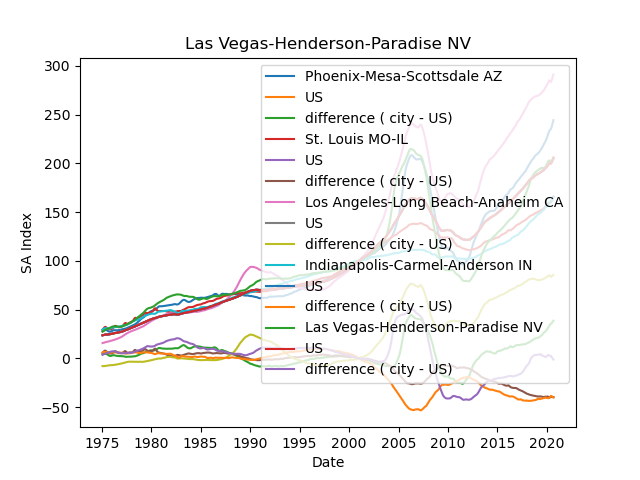 Las Vegas-Henderson-Paradise NV
300
250
200
150
100
50
0
−50
SA Index
Phoenix-Mesa-Scottsdale AZ
US
difference ( city - US)
St. Louis MO-IL
US
difference ( city - US)
Los Angeles-Long Beach-Anaheim CA
US
difference ( city - US)
Indianapolis-Carmel-Anderson IN
US
difference ( city - US)
Las Vegas-Henderson-Paradise NV
US
difference ( city - US)
1975 1980 1985 1990 1995 2000 2005 2010 2015 2020
Date